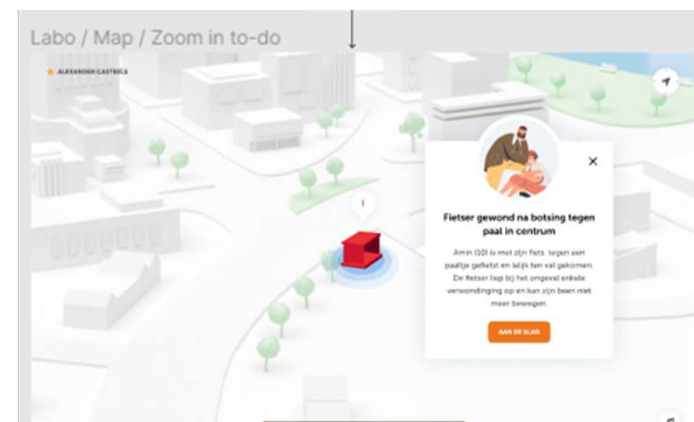 Labo / Map / Zoom in to-do
ALEXANDER CASTEELS
!
Fietser gewond na botsing tegen
paal in centrum
Amin (10) is met zijn fiets tegen een
paaltje gefietst en lelijk ten val gekomen.
De fietser liep bij het ongeval enkele
verwondinging op en kan zijn been niet
meer bewegen.
AAN DE SLAG